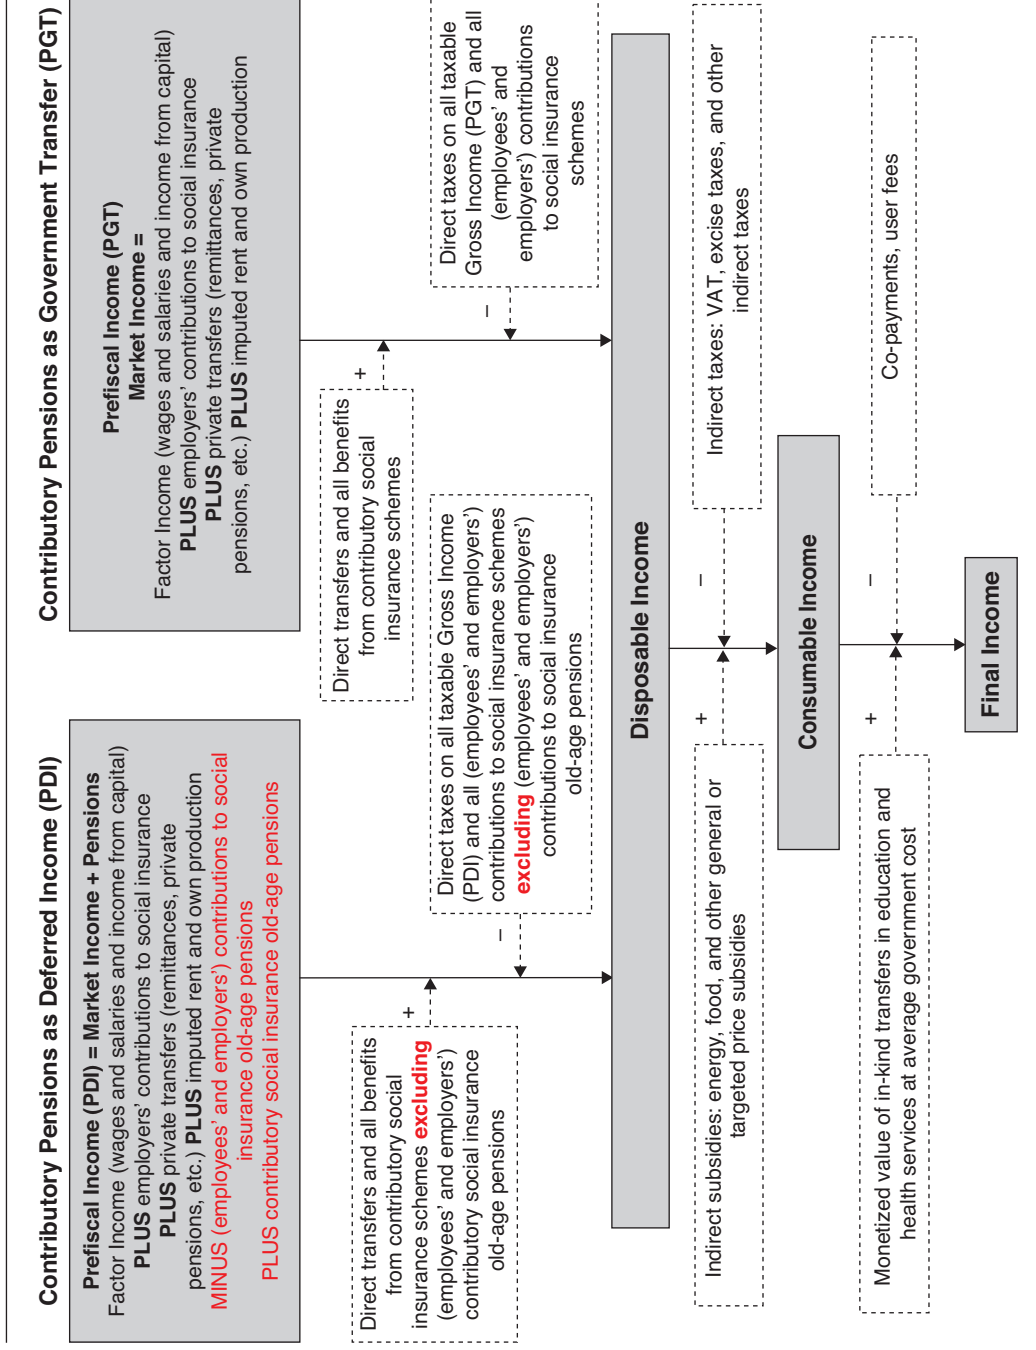 Contributory Pensions as Deferred Income (PDI)
Prefiscal Income (PDI) = Market Income + Pensions
Factor Income (wages and salaries and income from capital)
PLUS employers' contributions to social insurance
PLUS private transfers (remittances, private
pensions, etc.) PLUS imputed rent and own production
MINUS (employees' and employers') contributions to social
insurance old-age pensions
PLUS contributory social insurance old-age pensions
Contributory Pensions as Government Transfer (PGT)
Prefiscal Income (PGT)
Market Income =
Factor Income (wages and salaries and income from capital)
PLUS employers' contributions to social insurance
PLUS private transfers (remittances, private
pensions, etc.) PLUS imputed rent and own production
Direct transfers and all benefits
from contributory social
insurance schemes excluding
(employees' and employers')
contributory social insurance
old-age pensions
+
–
Direct taxes on all taxable Gross Income
(PDI) and all (employees' and employers')
contributions to social insurance schemes
excluding (employees' and employers')
contributions to social insurance
old-age pensions
Direct transfers and all benefits
from contributory social
insurance schemes
+
–
Direct taxes on all taxable
Gross Income (PGT) and all
(employees' and
employers') contributions
to social insurance
schemes
Disposable Income
Indirect subsidies: energy, food, and other general or
targeted price subsidies
+
–
Indirect taxes: VAT, excise taxes, and other
indirect taxes
Consumable Income
Monetized value of in-kind transfers in education and
health services at average government cost
+
–
Co-payments, user fees
Final Income